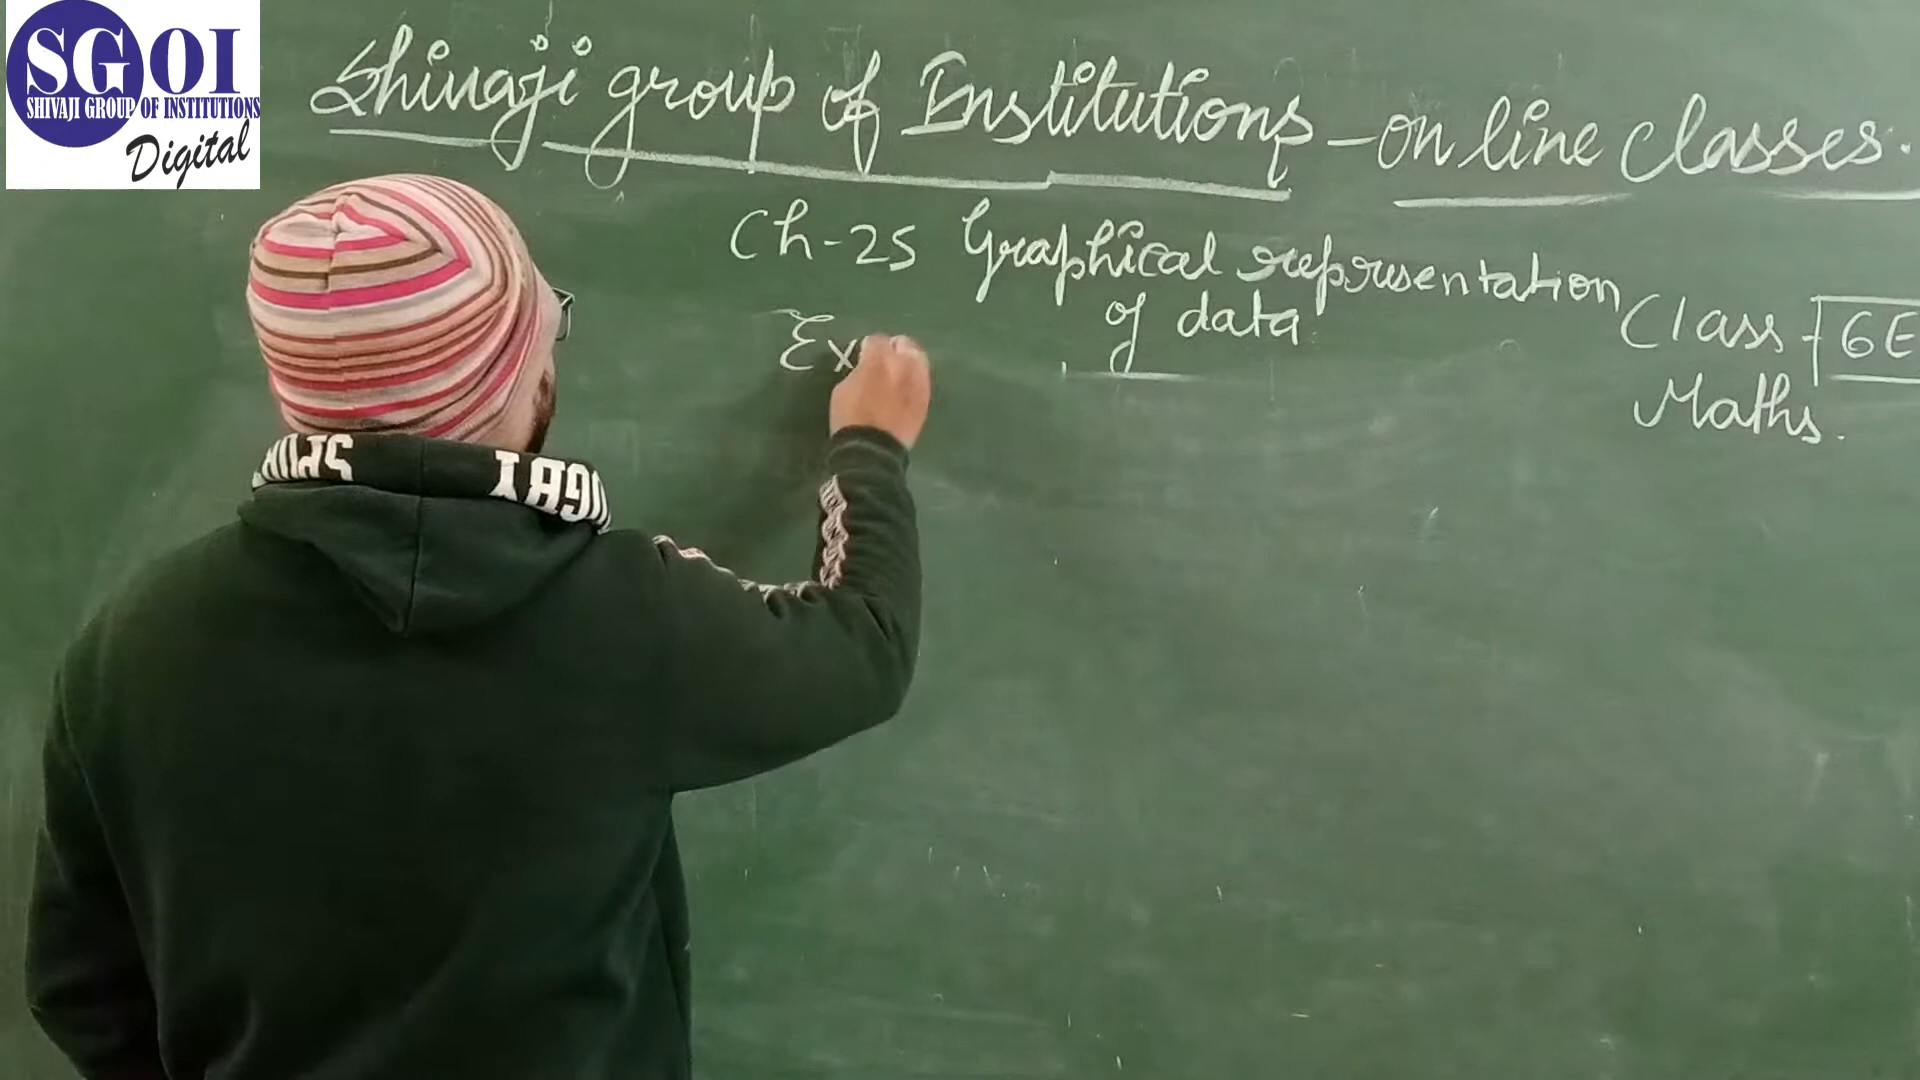 SGOI
SHIVAJI GROUP OF INSTITUTIONS
Digital
Shivaji group of Institutions - on line classes.
Ch-25 Graphical representation
of data
Class - 6E
Maths.
Ex
RUGBY